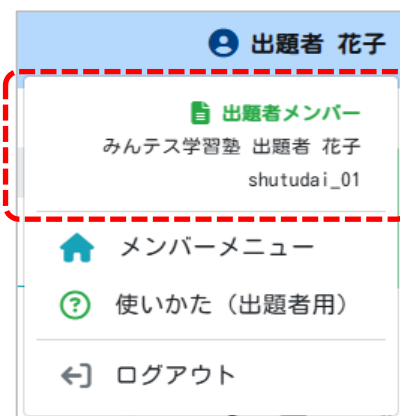 出題者 花子
出題者メンバー
みんテス学習塾 出題者 花子
shutudai_01
メンバーメニュー
使いかた（出題者用）
ログアウト